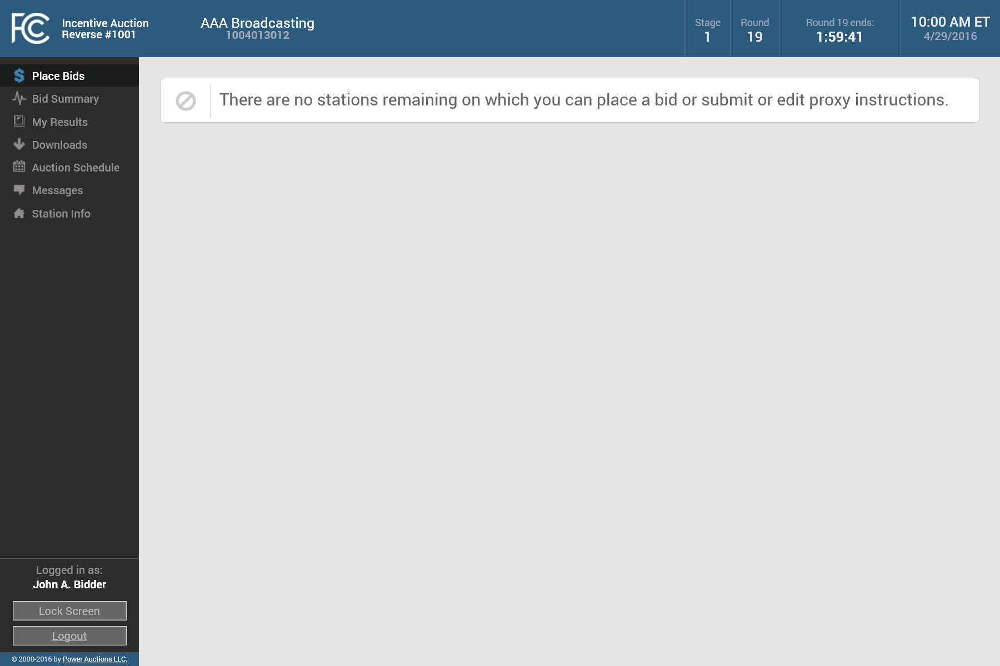 FCC
Incentive Auction
Reverse #1001
AAA Broadcasting
1004013012
Stage
1
Round
19
Round 19 ends:
1:59:41
10:00 AM ET
4/29/2016
Place Bids
Bid Summary
My Results
Downloads
Auction Schedule
Messages
Station Info
There are no stations remaining on which you can place a bid or submit or edit proxy instructions.
Logged in as:
John A. Bidder
Lock Screen
Logout
© 2000-2016 by Power Auctions LLC.